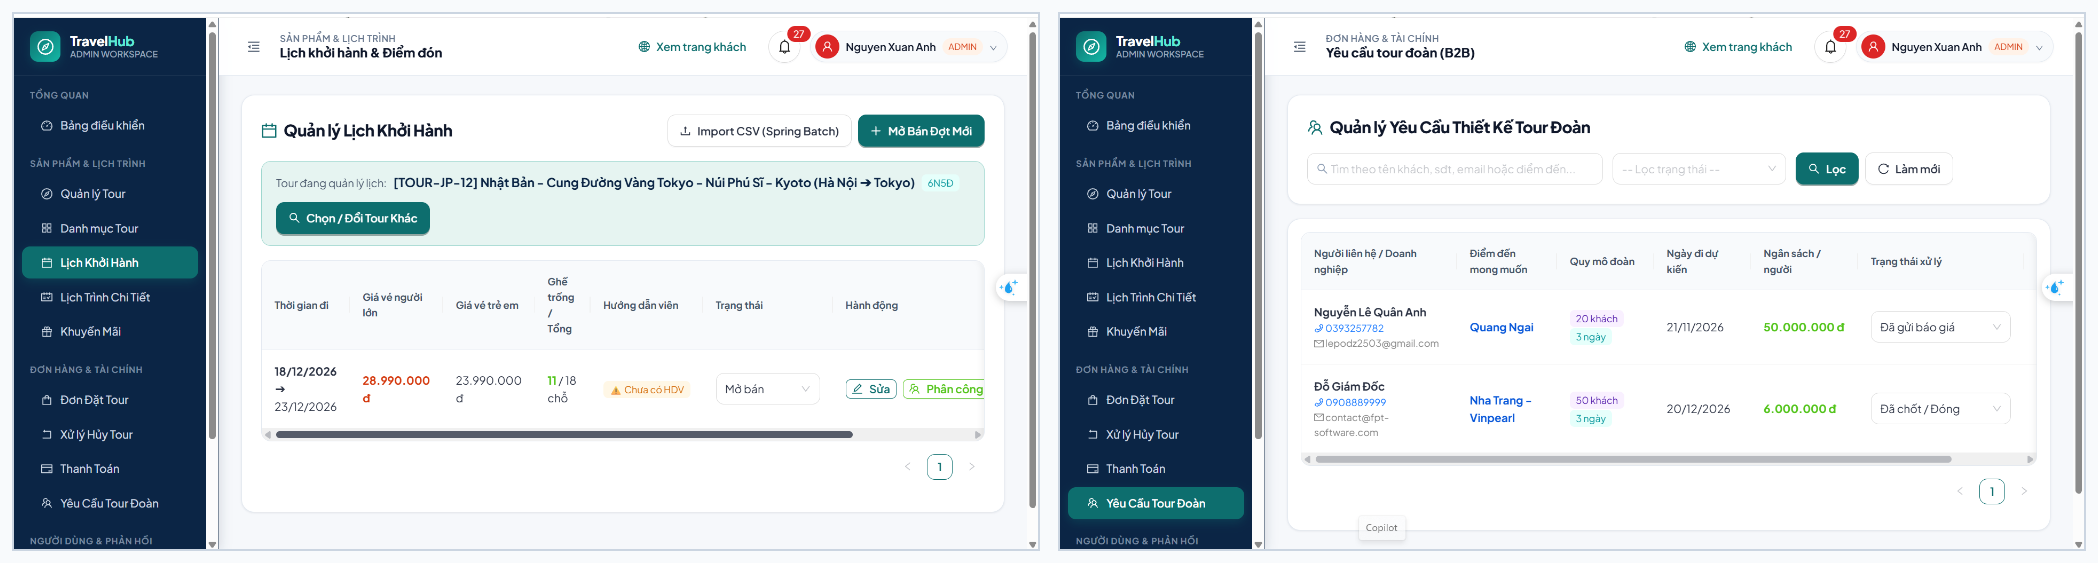 TravelHub
ADMIN WORKSPACE
TỔNG QUAN
Bảng điều khiển
SẢN PHẨM & LỊCH TRÌNH
Quản lý Tour
Danh mục Tour
Lịch Khởi Hành
Lịch Trình Chi Tiết
Khuyến Mãi
ĐƠN HÀNG & TÀI CHÍNH
Đơn Đặt Tour
Xử lý Hủy Tour
Thanh Toán
Yêu Cầu Tour Đoàn
NGƯỜI DÙNG & PHẢN HỒI
SẢN PHẨM & LỊCH TRÌNH
Lịch khởi hành & Điểm đón
Xem trang khách
27
Nguyen Xuan Anh ADMIN
Quản lý Lịch Khởi Hành
Import CSV (Spring Batch)
+ Mở Bán Đợt Mới
Tour đang quản lý lịch: [TOUR-JP-12] Nhật Bản - Cung Đường Vàng Tokyo - Núi Phú Sĩ - Kyoto (Hà Nội ➔ Tokyo) 6N5Đ
Chọn / Đổi Tour Khác
Thời gian đi
Giá vé người
lớn
Giá vé trẻ em
Ghế
trống
/
Tổng
Hướng dẫn viên
Trạng thái
Hành động
18/12/2026
➔
23/12/2026
28.990.000
đ
23.990.000
đ
11 / 18
chỗ
Chưa có HDV
Mở bán
Sửa
Phân công
1
TravelHub
ADMIN WORKSPACE
TỔNG QUAN
Bảng điều khiển
SẢN PHẨM & LỊCH TRÌNH
Quản lý Tour
Danh mục Tour
Lịch Khởi Hành
Lịch Trình Chi Tiết
Khuyến Mãi
ĐƠN HÀNG & TÀI CHÍNH
Đơn Đặt Tour
Xử lý Hủy Tour
Thanh Toán
Yêu Cầu Tour Đoàn
NGƯỜI DÙNG & PHẢN HỒI
ĐƠN HÀNG & TÀI CHÍNH
Yêu cầu tour đoàn (B2B)
Xem trang khách
27
Nguyen Xuan Anh ADMIN
Quản lý Yêu Cầu Thiết Kế Tour Đoàn
Tìm theo tên khách, sdt, email hoặc điểm đến...
-- Lọc trạng thái --
Lọc
Làm mới
Người liên hệ / Doanh
nghiệp
Điểm đến
mong muốn
Quy mô đoàn
Ngày đi dự
kiến
Ngân sách /
người
Trạng thái xử lý
Nguyễn Lê Quân Anh
0393257782
lepodz2503@gmail.com
Quang Ngai
20 khách
3 ngày
21/11/2026
50.000.000 đ
Đã gửi báo giá
Đỗ Giám Đốc
0908889999
contact@fpt-
software.com
Nha Trang -
Vinpearl
50 khách
3 ngày
20/12/2026
6.000.000 đ
Đã chốt / Đóng
1
Copilot